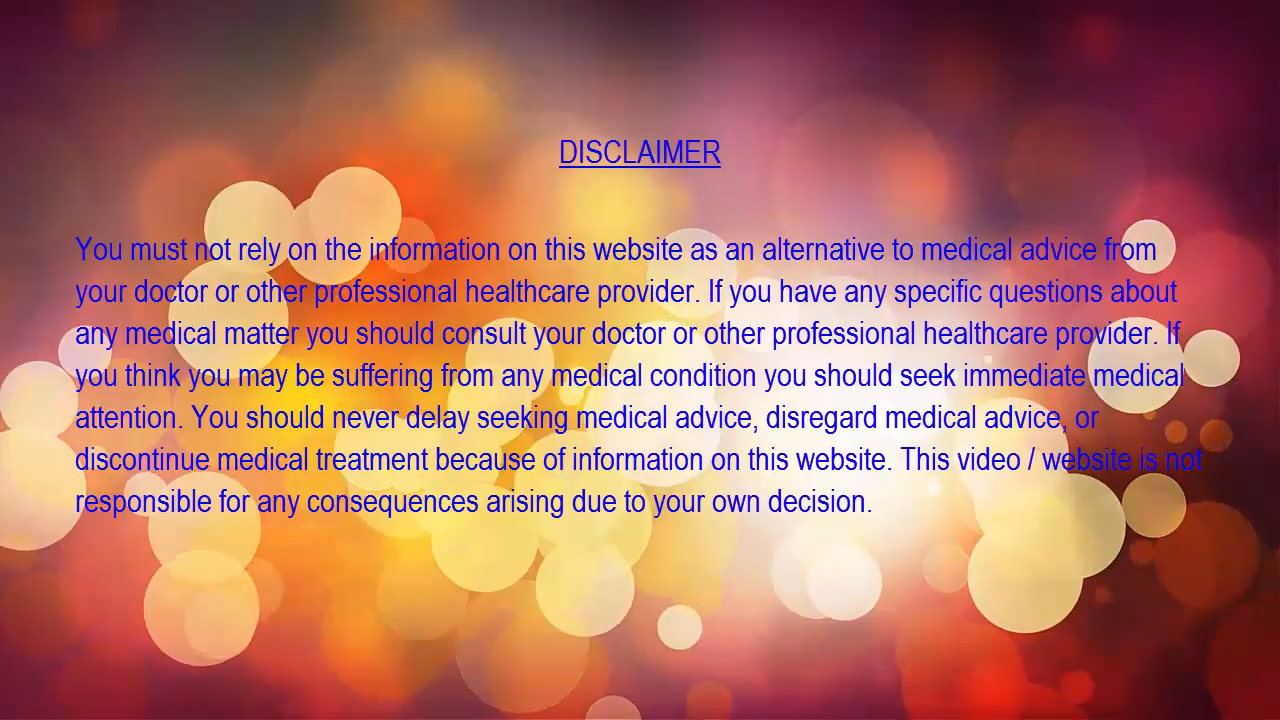 DISCLAIMER
You must not rely on the information on this website as an alternative to medical advice from
your doctor or other professional healthcare provider. If you have any specific questions about
any medical matter you should consult your doctor or other professional healthcare provider. If
you think you may be suffering from any medical condition you should seek immediate medical
attention. You should never delay seeking medical advice, disregard medical advice, or
discontinue medical treatment because of information on this website. This video / website is not
responsible for any consequences arising due to your own decision.